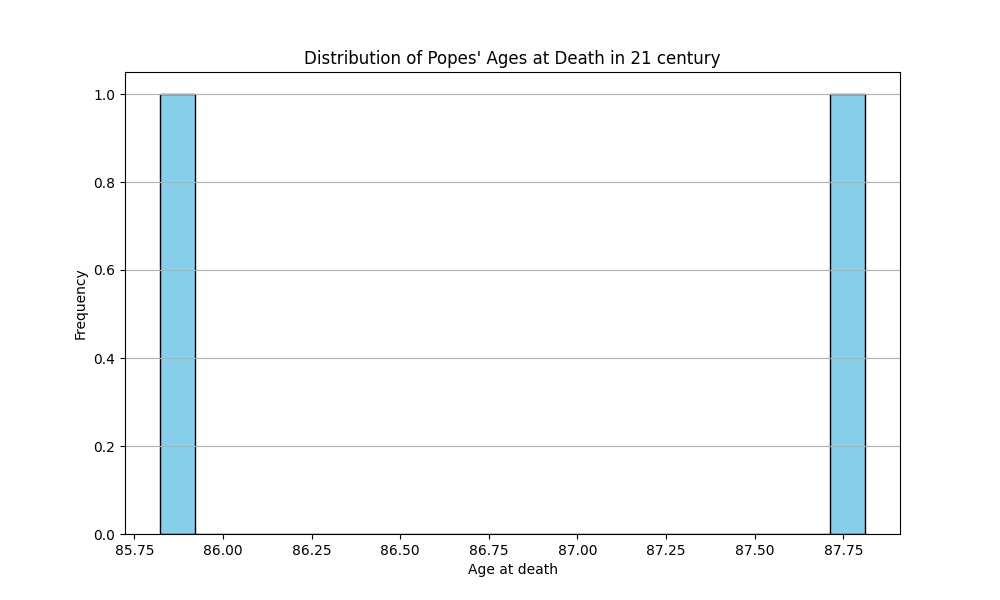 Distribution of Popes' Ages at Death in 21 century
1.0
0.8
0.6
0.4
0.2
0.0
Frequency
85.75 86.00 86.25 86.50 86.75 87.00 87.25 87.50 87.75
Age at death